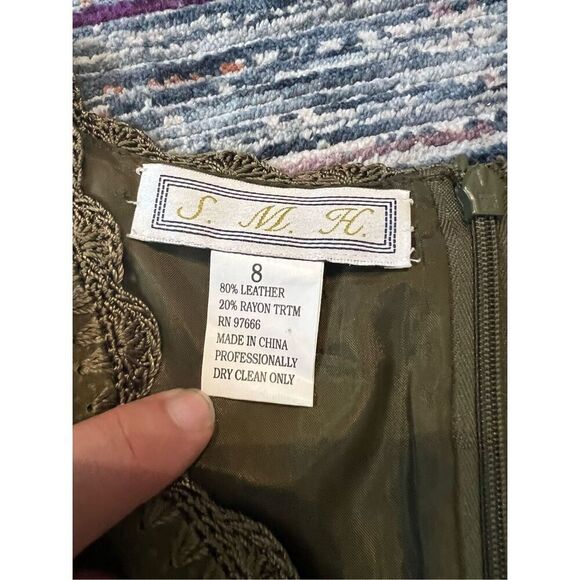 S. M. H.
8
80% LEATHER
20% RAYON TRTM
RN 97666
MADE IN CHINA
PROFESSIONALLY
DRY CLEAN ONLY